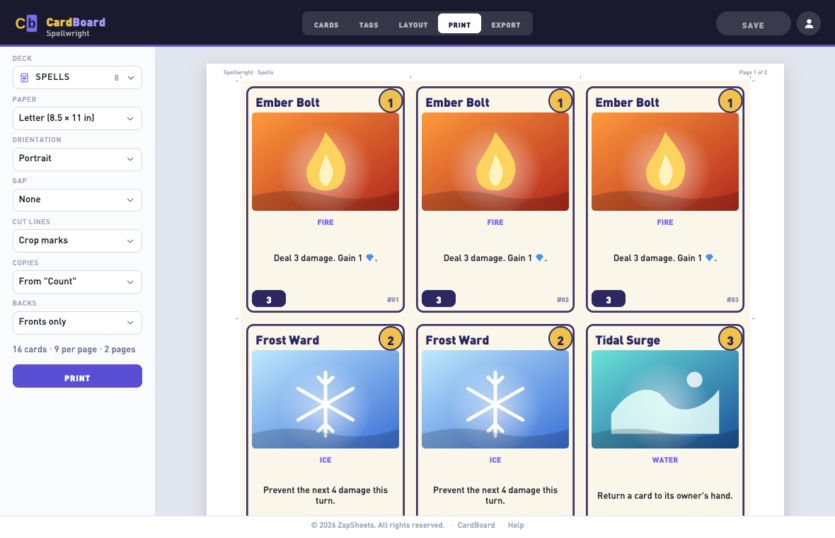 Cb CardBoard
Spellwright
CARDS TAGS LAYOUT PRINT EXPORT
SAVE
DECK
SPELLS 8
PAPER
Letter (8.5 × 11 in)
ORIENTATION
Portrait
GAP
None
CUT LINES
Crop marks
COPIES
From "Count"
BACKS
Fronts only
16 cards · 9 per page · 2 pages
PRINT
Spellwright · Spells
Page 1 of 2
Ember Bolt 1
FIRE
Deal 3 damage. Gain 1 .
3 #01
Ember Bolt 1
FIRE
Deal 3 damage. Gain 1 .
3 #02
Ember Bolt 1
FIRE
Deal 3 damage. Gain 1 .
3 #03
Frost Ward 2
ICE
Prevent the next 4 damage this
turn.
Frost Ward 2
ICE
Prevent the next 4 damage this
turn.
Tidal Surge 3
WATER
Return a card to its owner's hand.
© 2026 ZapSheets. All rights reserved. · CardBoard · Help